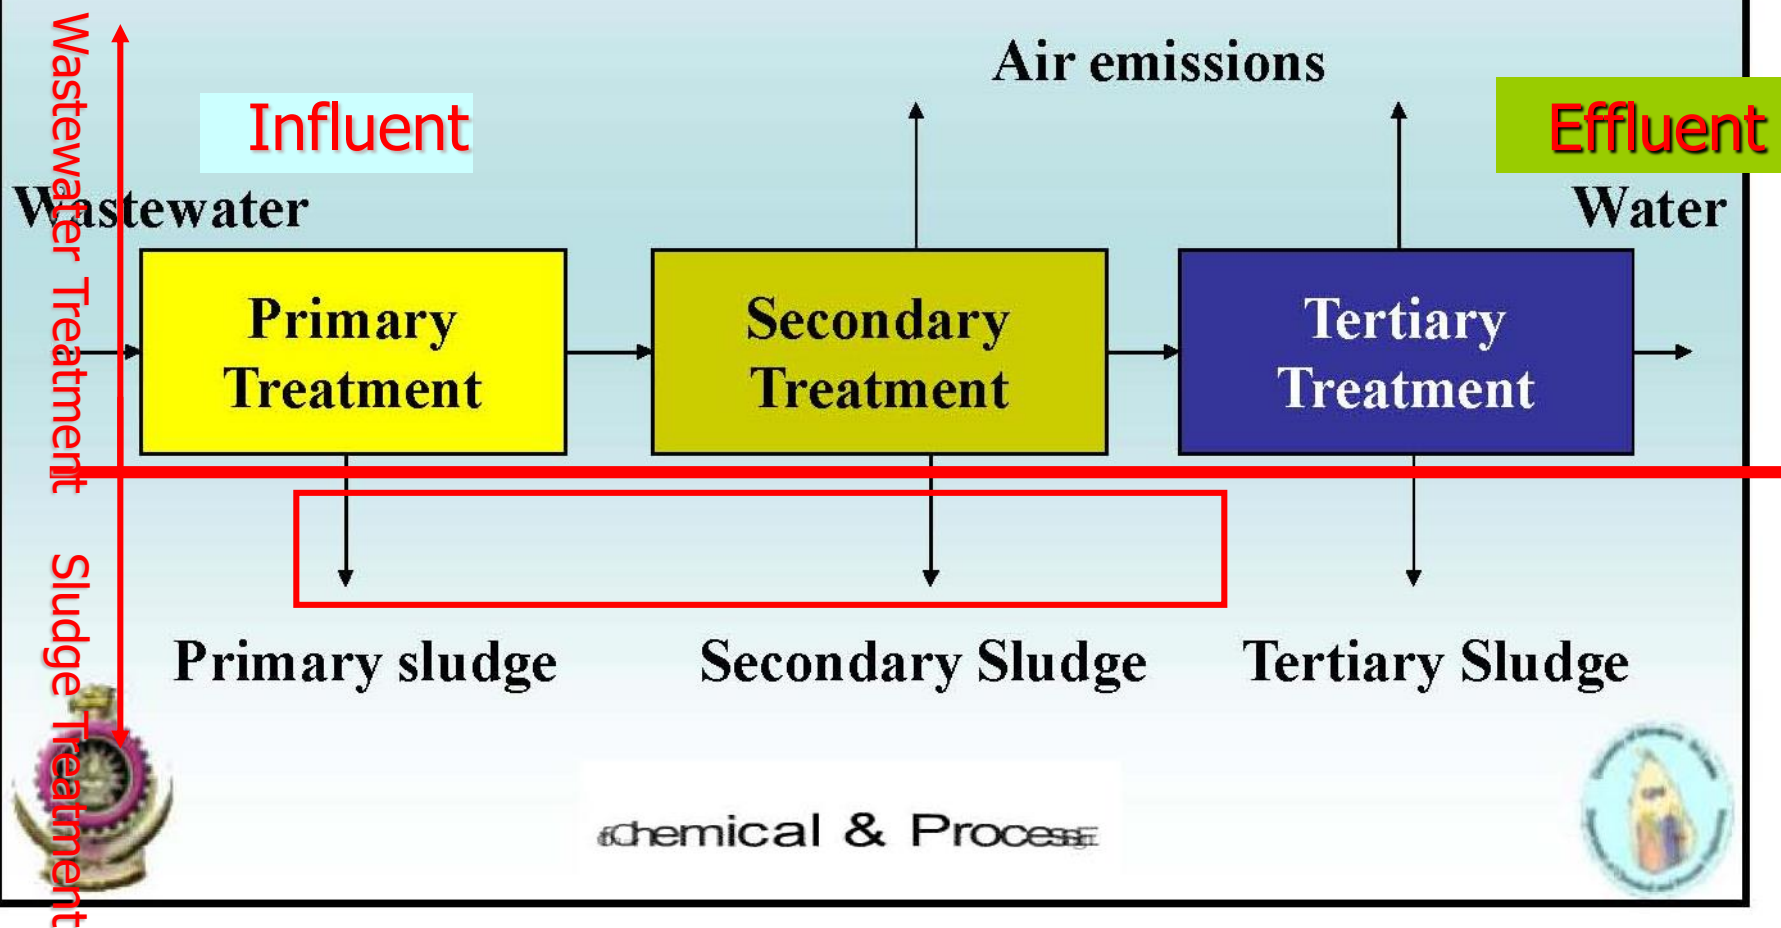 Wastewater Treatment
Sludge Treatment
Air emissions
Influent
Effluent
Wastewater
Water
Primary
Treatment
Secondary
Treatment
Tertiary
Treatment
Primary sludge
Secondary Sludge
Tertiary Sludge
Chemical & Process